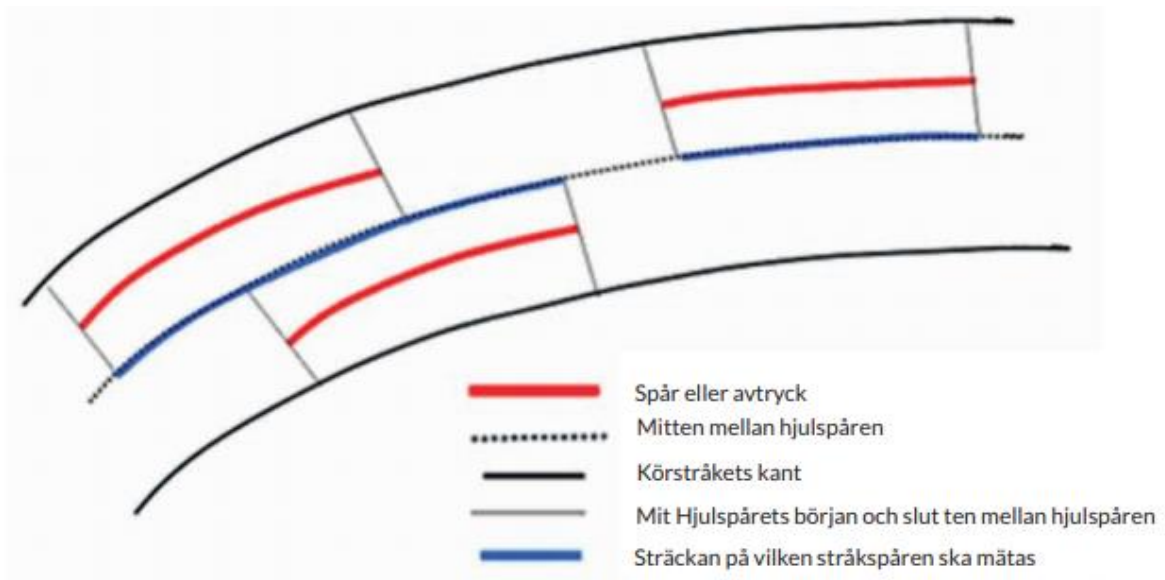 Spår eller avtryck
Mitten mellan hjulspåren
Körstråkets kant
Mit Hjulspårets början och slut ten mellan hjulspåren
Sträckan på vilken stråkspåren ska mätas